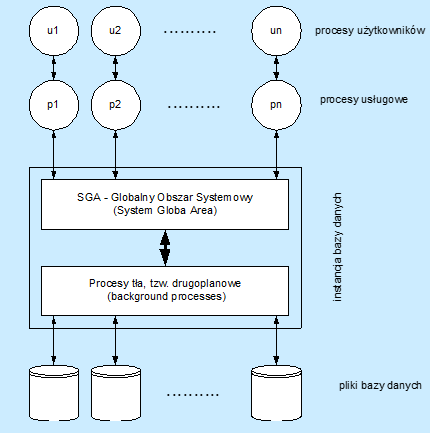 u1 u2 .......... un procesy użytkowników
p1 p2 .......... pn procesy usługowe
SGA - Globalny Obszar Systemowy
(System Globa Area)
instancja bazy danych
Procesy tła, tzw. drugoplanowe
(background processes)
.......... pliki bazy danych